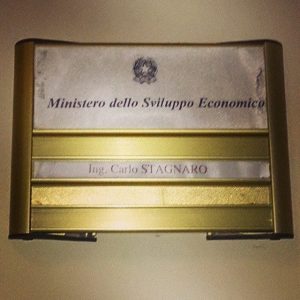 Ministero dello Sviluppo Economico
Ing. Carlo STAGNARO